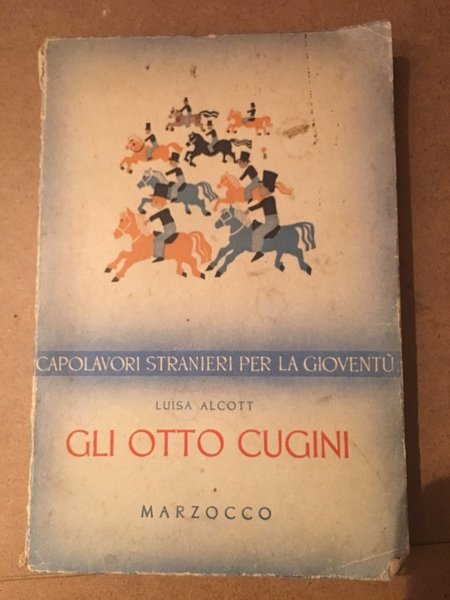 CAPOLAVORI STRANIERI PER LA GIOVENTÙ
LUISA ALCOTT
GLI OTTO CUGINI
MARZOCCO